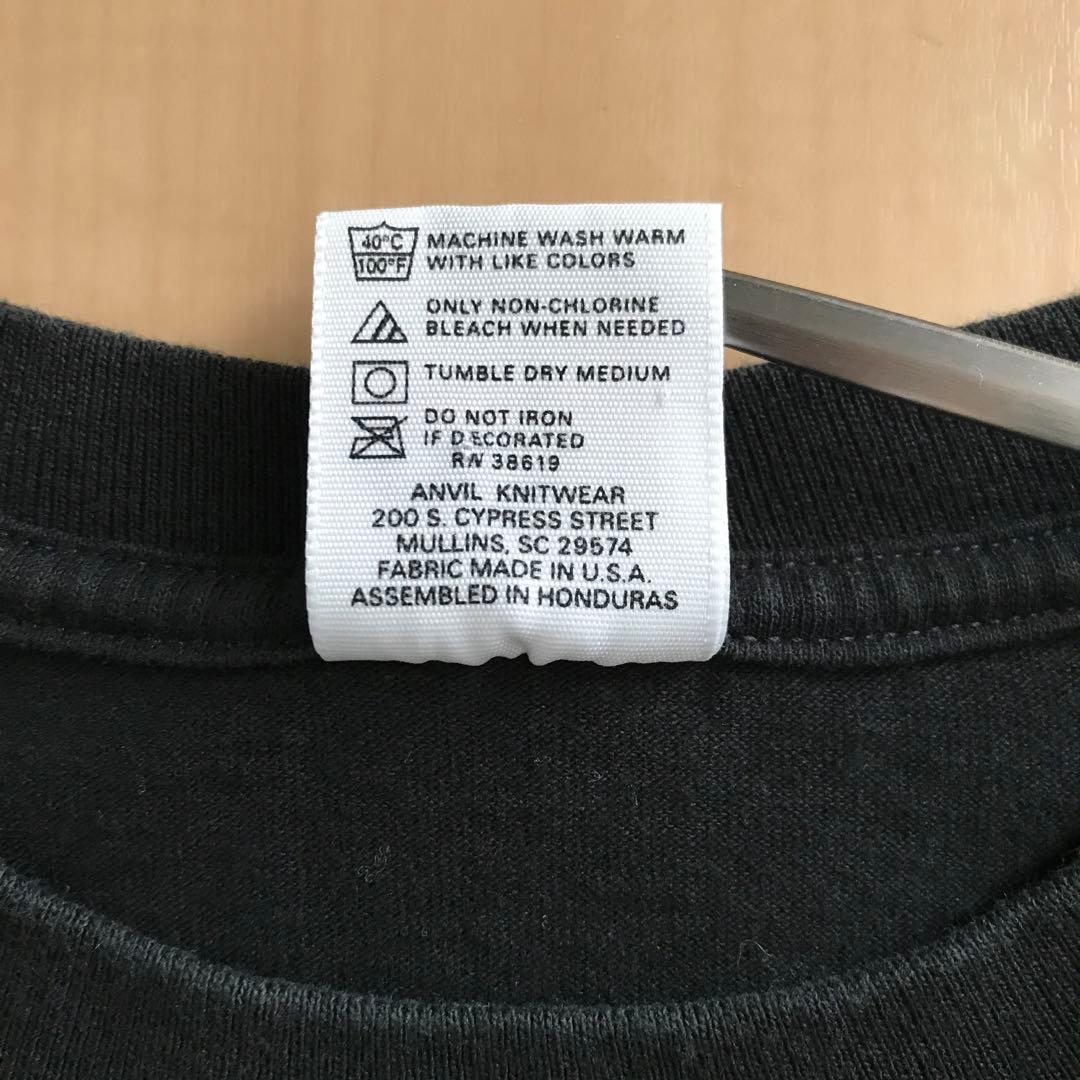 40°C
100°F
MACHINE WASH WARM
WITH LIKE COLORS
ONLY NON-CHLORINE
BLEACH WHEN NEEDED
TUMBLE DRY MEDIUM
DO NOT IRON
IF DECORATED
RN 38619
ANVIL KNITWEAR
200 S. CYPRESS STREET
MULLINS, SC 29574
FABRIC MADE IN U.S.A.
ASSEMBLED IN HONDURAS